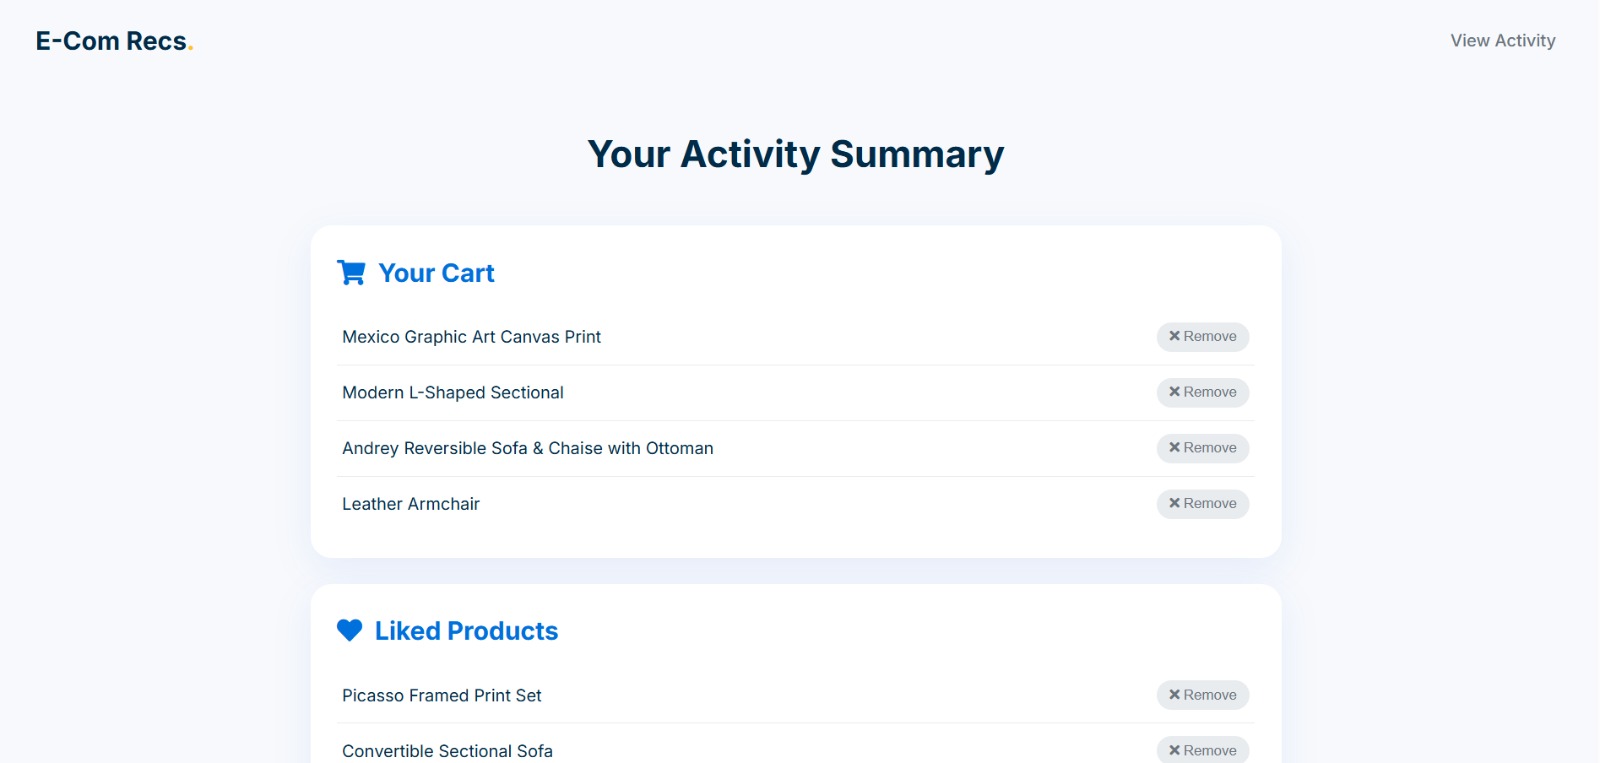 E-Com Recs.
View Activity
Your Activity Summary
Your Cart
Mexico Graphic Art Canvas Print
Remove
Modern L-Shaped Sectional
Remove
Andrey Reversible Sofa & Chaise with Ottoman
Remove
Leather Armchair
Remove
Liked Products
Picasso Framed Print Set
Remove
Convertible Sectional Sofa
Remove